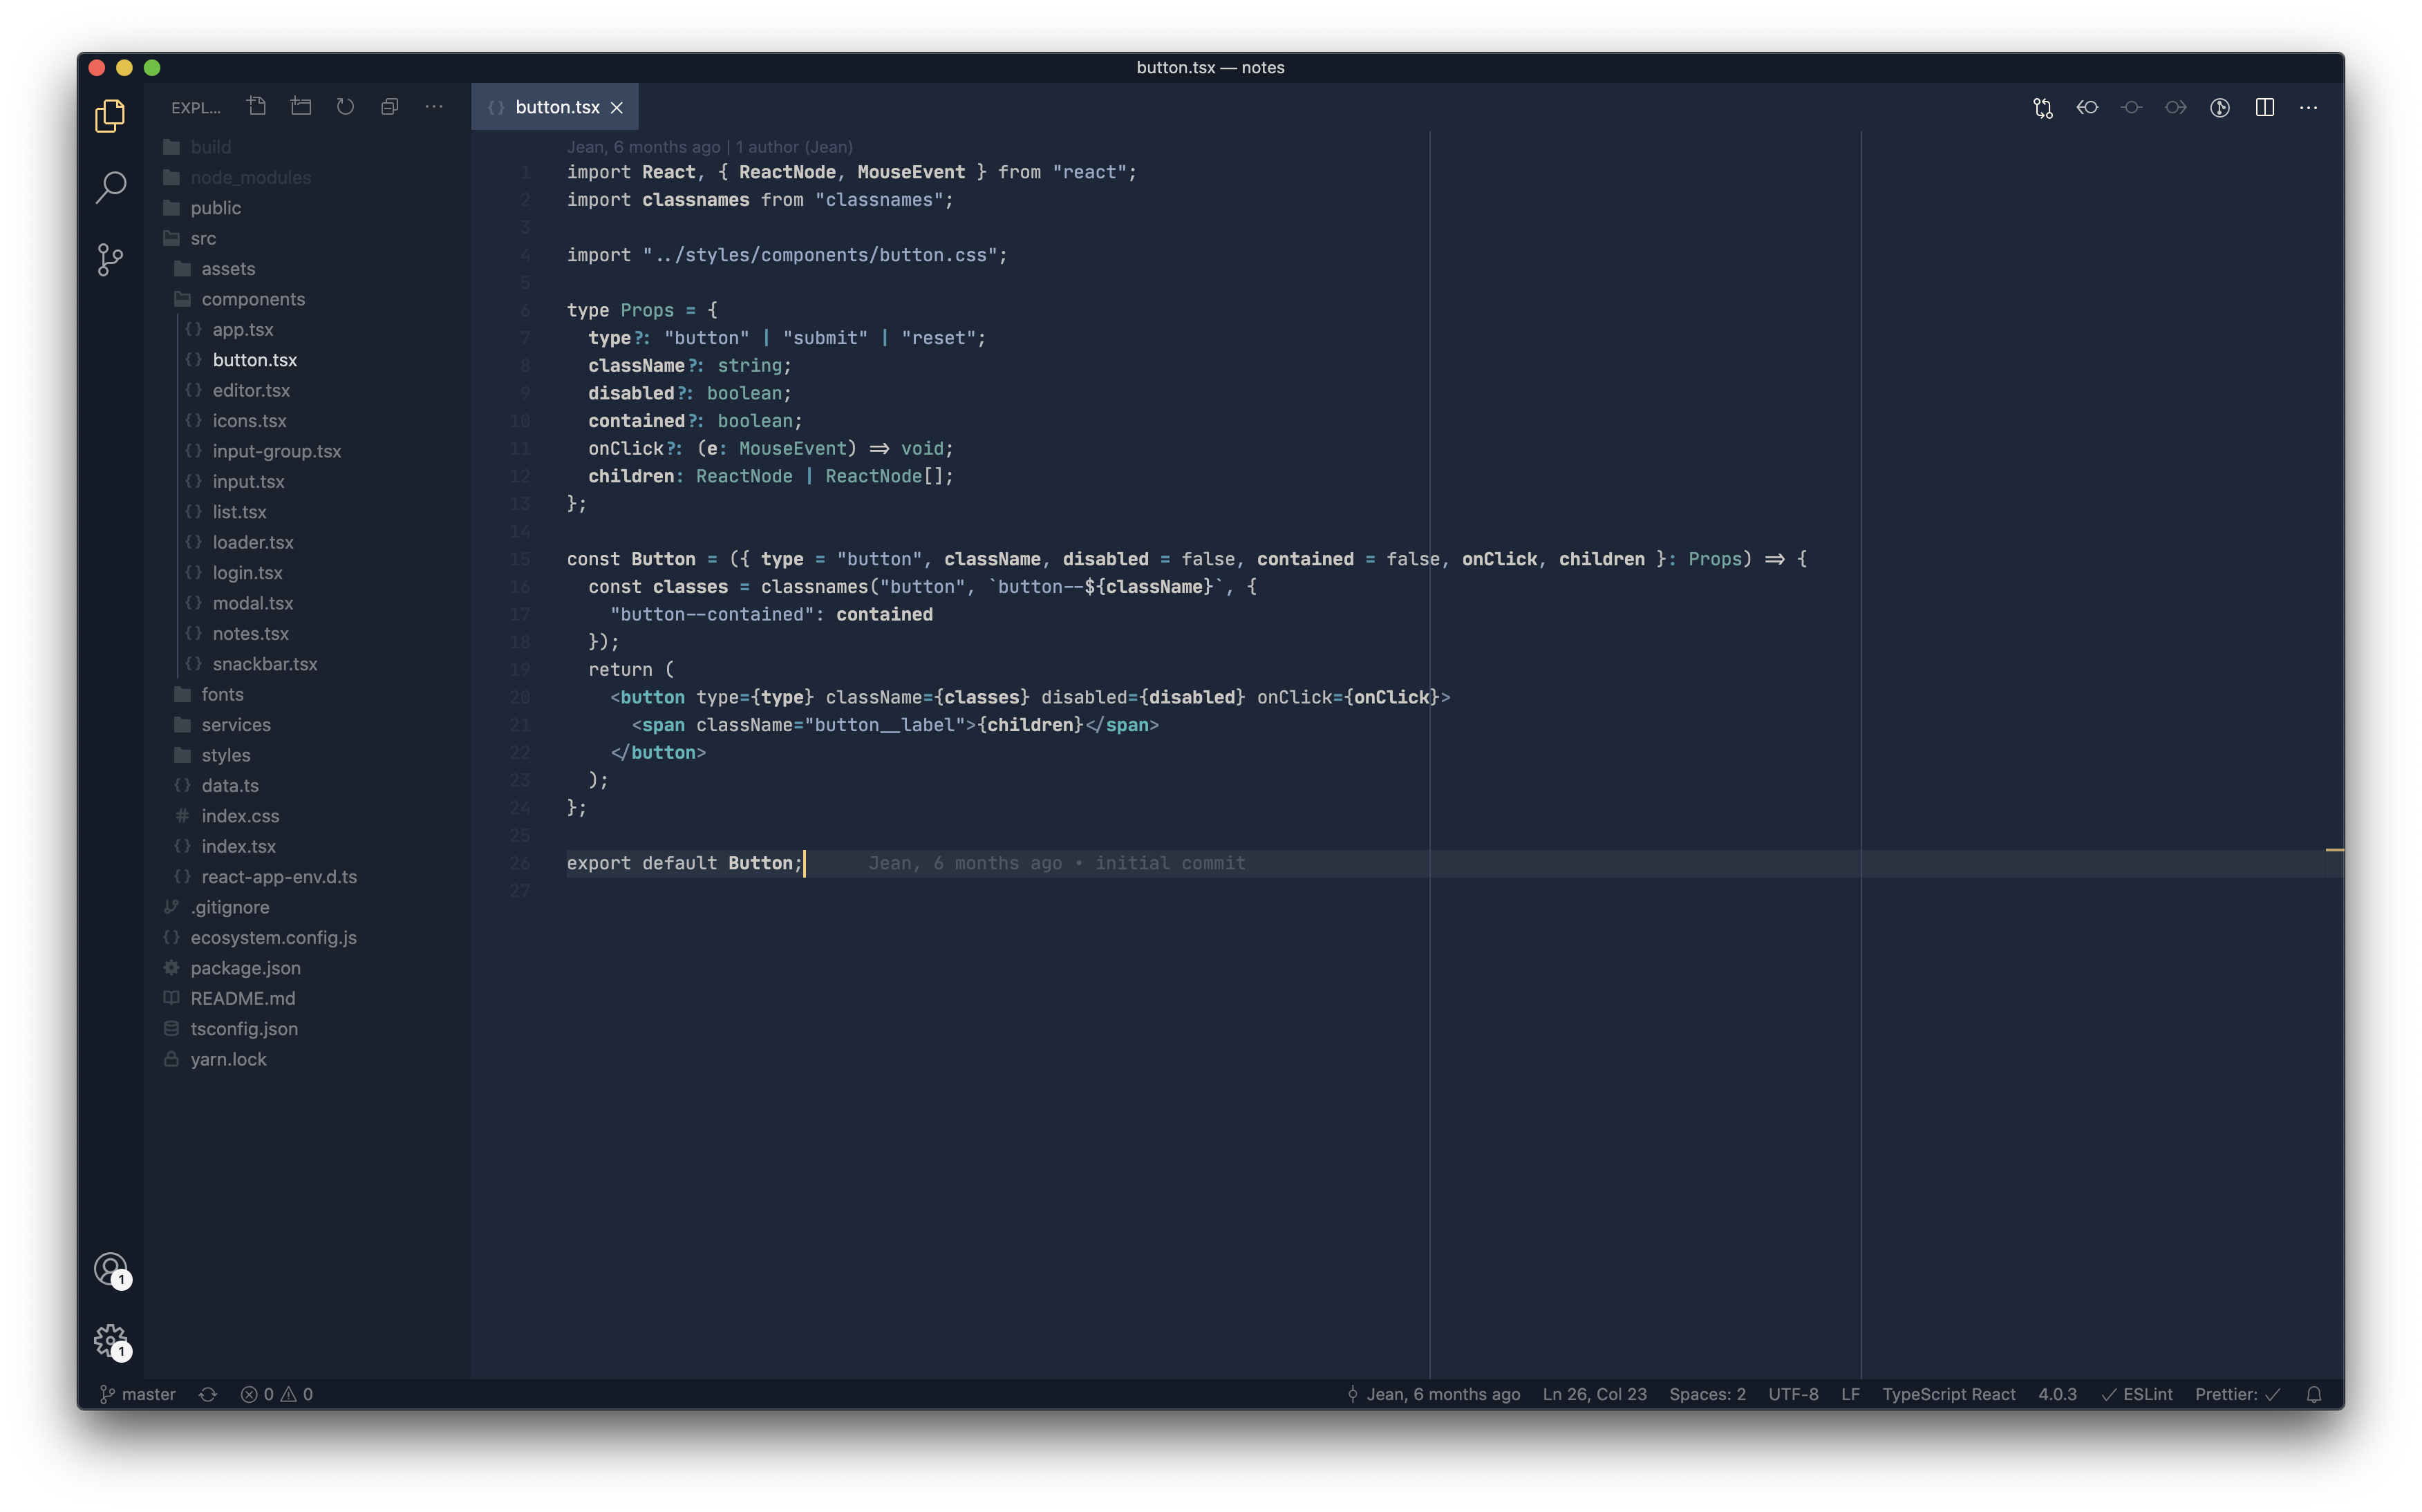 button.tsx — notes
EXPL...
build
node_modules
public
src
assets
components
{} app.tsx
{} button.tsx
{} editor.tsx
{} icons.tsx
{} input-group.tsx
{} input.tsx
{} list.tsx
{} loader.tsx
{} login.tsx
{} modal.tsx
{} notes.tsx
{} snackbar.tsx
fonts
services
styles
{} data.ts
# index.css
{} index.tsx
{} react-app-env.d.ts
.gitignore
{} ecosystem.config.js
package.json
README.md
tsconfig.json
yarn.lock
1
1
{} button.tsx
Jean, 6 months ago | 1 author (Jean)
1 import React, { ReactNode, MouseEvent } from "react";
2 import classnames from "classnames";
3
4 import "../styles/components/button.css";
5
6 type Props = {
7   type?: "button" | "submit" | "reset";
8   className?: string;
9   disabled?: boolean;
10   contained?: boolean;
11   onClick?: (e: MouseEvent) => void;
12   children: ReactNode | ReactNode[];
13 };
14
15 const Button = ({ type = "button", className, disabled = false, contained = false, onClick, children }: Props) => {
16   const classes = classnames("button", `button--${className}`, {
17     "button--contained": contained
18   });
19   return (
20     <button type={type} className={classes} disabled={disabled} onClick={onClick}>
21       <span className="button__label">{children}</span>
22     </button>
23   );
24 };
25
26 export default Button; Jean, 6 months ago • initial commit
27
master 0 0 Jean, 6 months ago Ln 26, Col 23 Spaces: 2 UTF-8 LF TypeScript React 4.0.3 ✓ ESLint Prettier: ✓